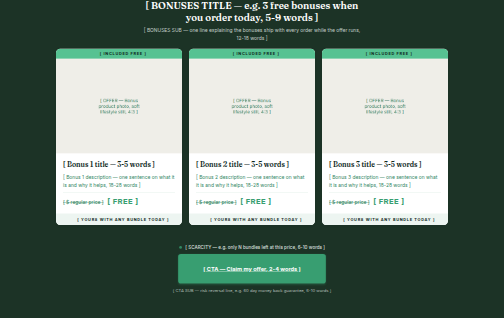 [ BONUSES TITLE — e.g. 3 free bonuses when
you order today, 5-9 words ]
[ BONUSES SUB — one line explaining the bonuses ship with every order while the offer runs,
12-18 words ]
[ INCLUDED FREE ] [ INCLUDED FREE ] [ INCLUDED FREE ]
[ OFFER — Bonus [ OFFER — Bonus [ OFFER — Bonus
product photo, soft product photo, soft product photo, soft
lifestyle still, 4:3 ] lifestyle still, 4:3 ] lifestyle still, 4:3 ]
[ Bonus 1 title — 3-5 words ] [ Bonus 2 title — 3-5 words ] [ Bonus 3 title — 3-5 words ]
[ Bonus 1 description — one sentence on what it [ Bonus 2 description — one sentence on what it [ Bonus 3 description — one sentence on what it
is and why it helps, 18-28 words ] is and why it helps, 18-28 words ] is and why it helps, 18-28 words ]
[ $ regular price ] [ FREE ] [ $ regular price ] [ FREE ] [ $ regular price ] [ FREE ]
[ YOURS WITH ANY BUNDLE TODAY ] [ YOURS WITH ANY BUNDLE TODAY ] [ YOURS WITH ANY BUNDLE TODAY ]
[ SCARCITY — e.g. only N bundles left at this price, 6-10 words ]
[ CTA — Claim my offer, 2-4 words ]
[ CTA SUB — risk reversal line, e.g. 60 day money back guarantee, 6-10 words ]